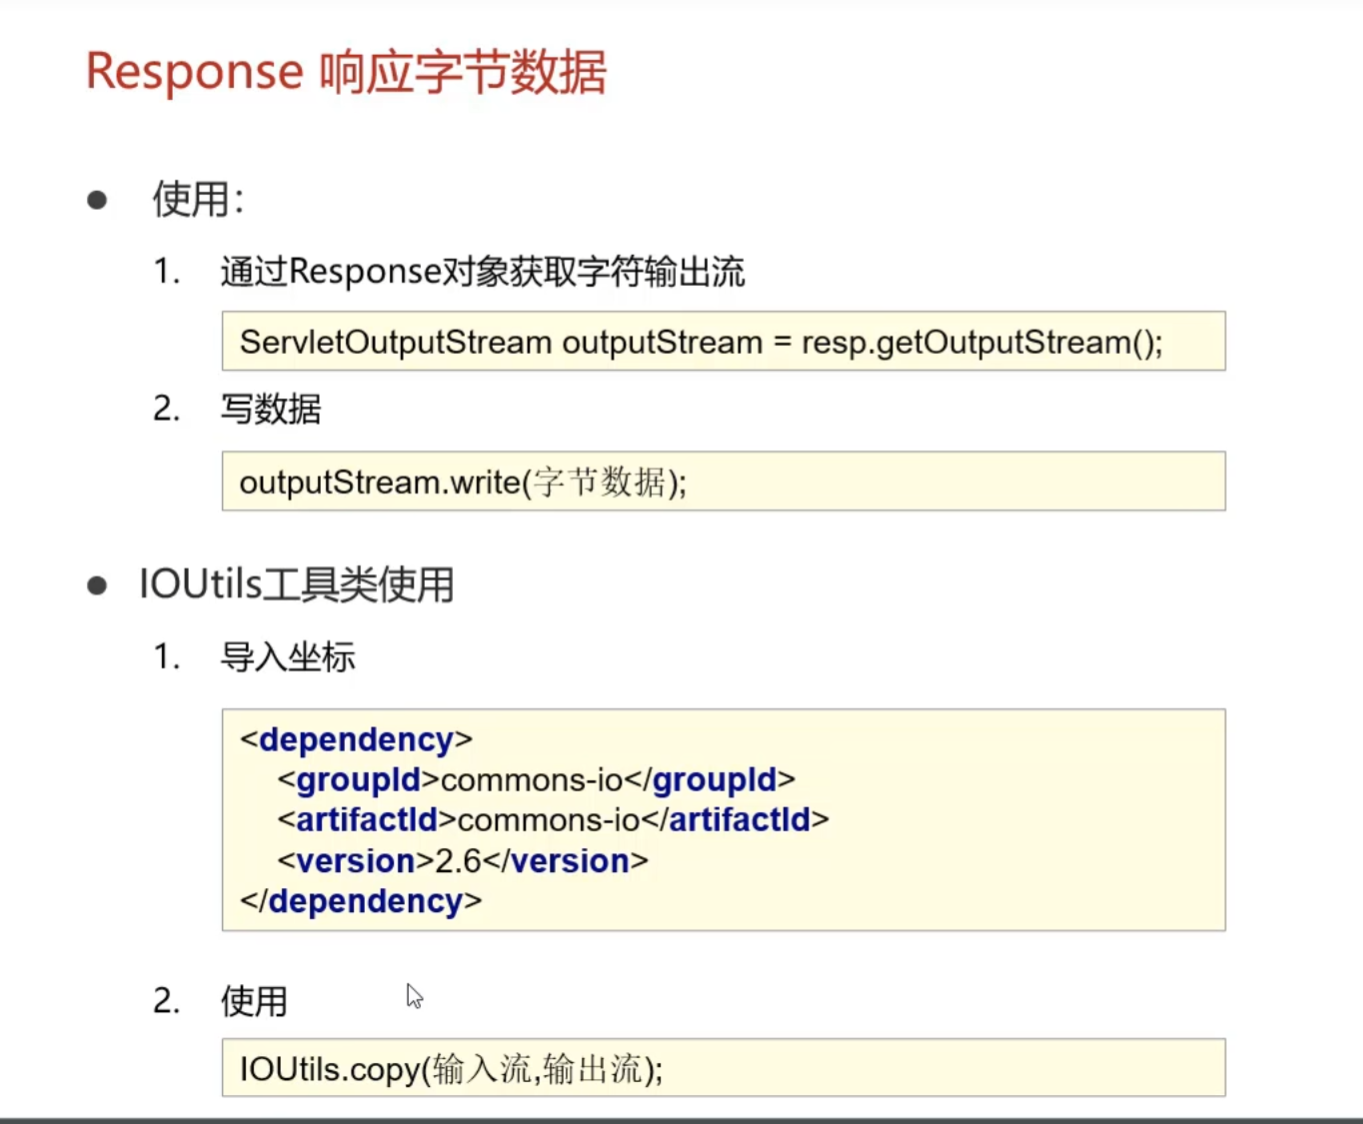 Response 响应字节数据
● 使用：
1. 通过Response对象获取字符输出流
ServletOutputStream outputStream = resp.getOutputStream();
2. 写数据
outputStream.write(字节数据);
● IOUtils工具类使用
1. 导入坐标
<dependency>
<groupId>commons-io</groupId>
<artifactId>commons-io</artifactId>
<version>2.6</version>
</dependency>
2. 使用
IOUtils.copy(输入流,输出流);